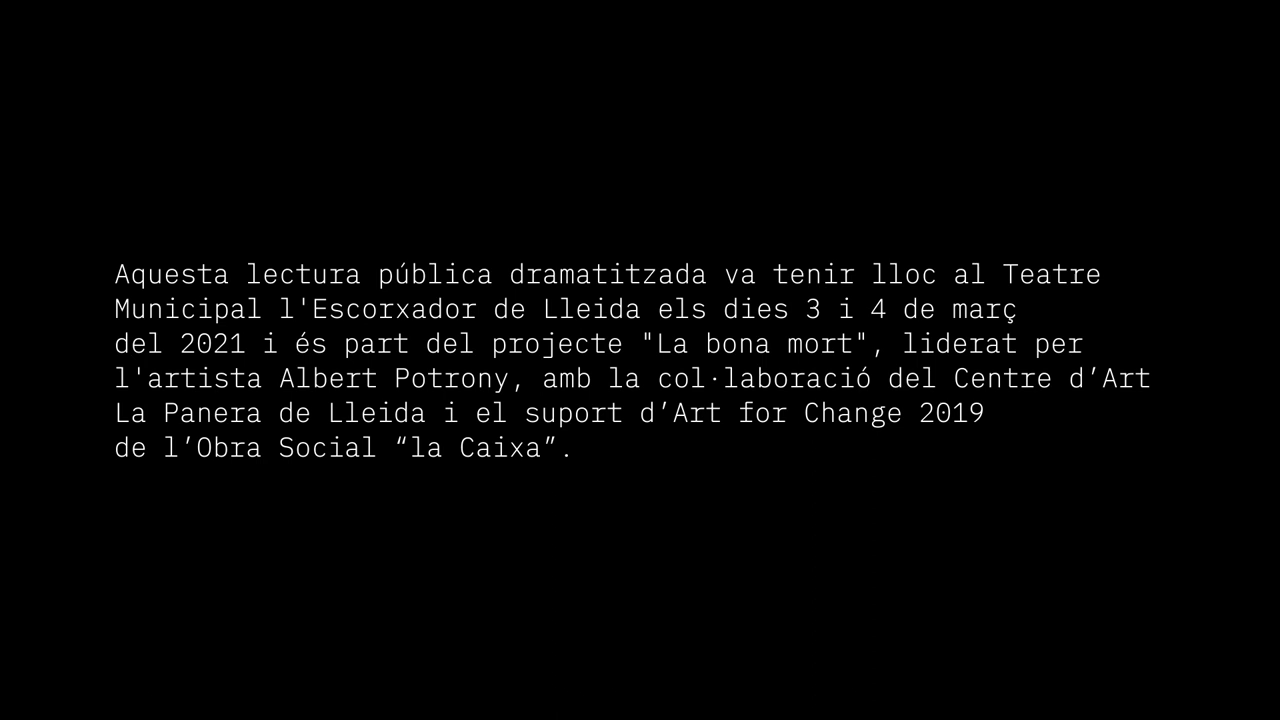 Aquesta lectura pública dramatitzada va tenir lloc al Teatre
Municipal l'Escorxador de Lleida els dies 3 i 4 de març
del 2021 i és part del projecte "La bona mort", liderat per
l'artista Albert Potrony, amb la col·laboració del Centre d’Art
La Panera de Lleida i el suport d’Art for Change 2019
de l’Obra Social “la Caixa”.